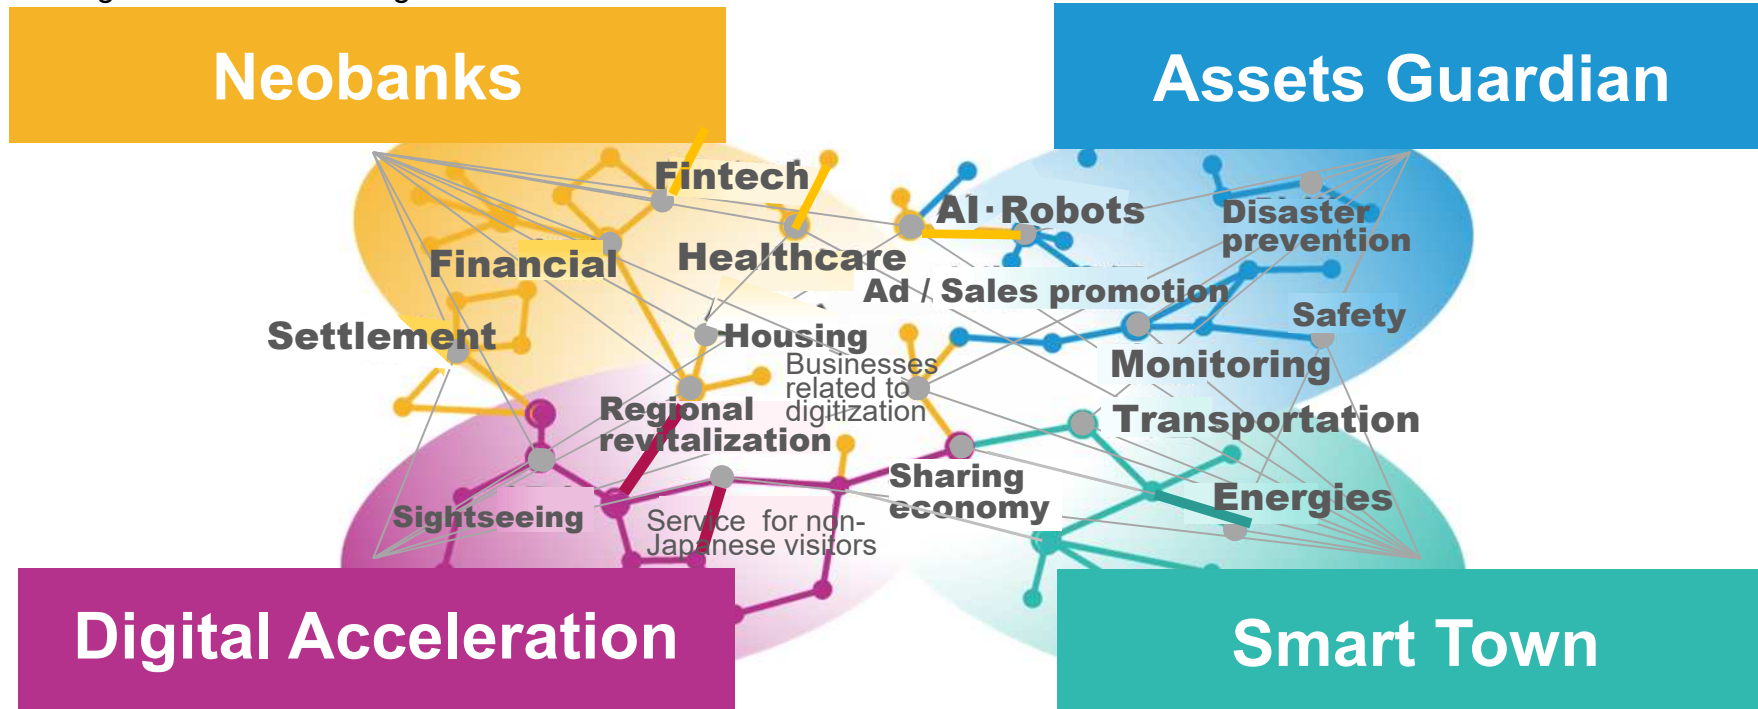 Neobanks
Assets Guardian
Fintech
AI·Robots
Disaster
prevention
Financial
Healthcare
Ad / Sales promotion
Settlement
Housing
Safety
Businesses
related to
digitization
Monitoring
Regional
revitalization
Transportation
Sharing
economy
Sightseeing
Service for non-
Japanese visitors
Energies
Digital Acceleration
Smart Town